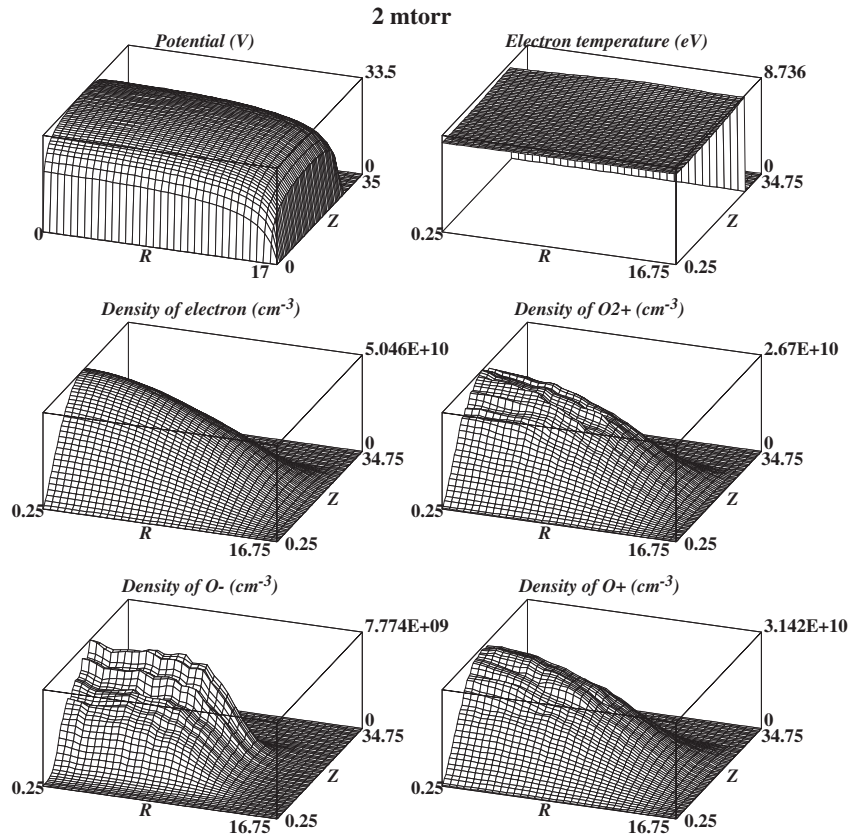 2 mtorr
Potential (V)
33.5
0
35
Z
0
R
17
0
Electron temperature (eV)
8.736
0
34.75
Z
0.25
R
16.75
0.25
Density of electron (cm-3)
5.046E+10
0
34.75
Z
0.25
R
16.75
0.25
Density of O2+ (cm-3)
2.67E+10
0
34.75
Z
0.25
R
16.75
0.25
Density of O- (cm-3)
7.774E+09
0
34.75
Z
0.25
R
16.75
0.25
Density of O+ (cm-3)
3.142E+10
0
34.75
Z
0.25
R
16.75
0.25